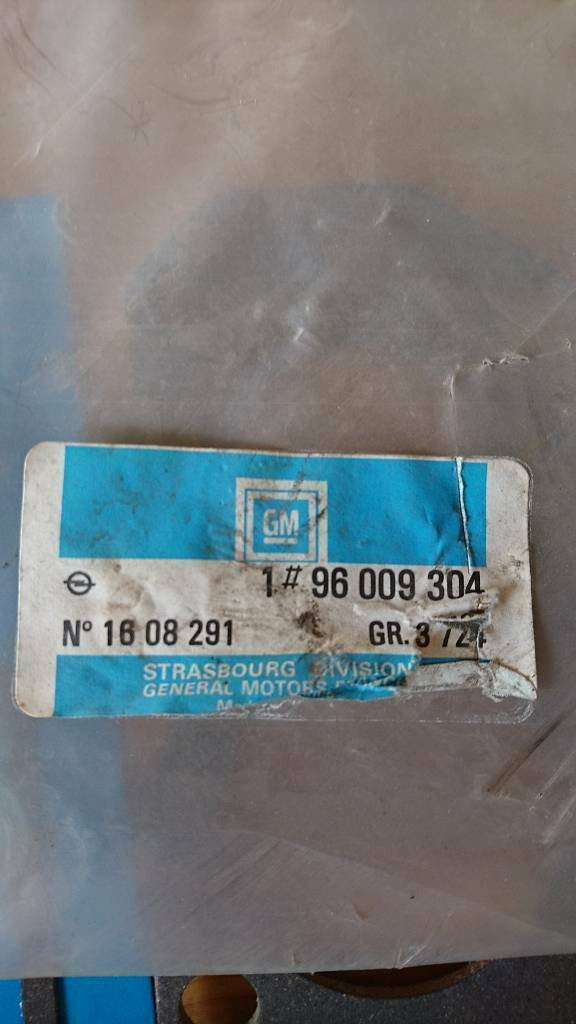 GM
1 # 96 009 304
N° 16 08 291 GR. 3 724
STRASBOURG DIVISION
GENERAL MOTORS